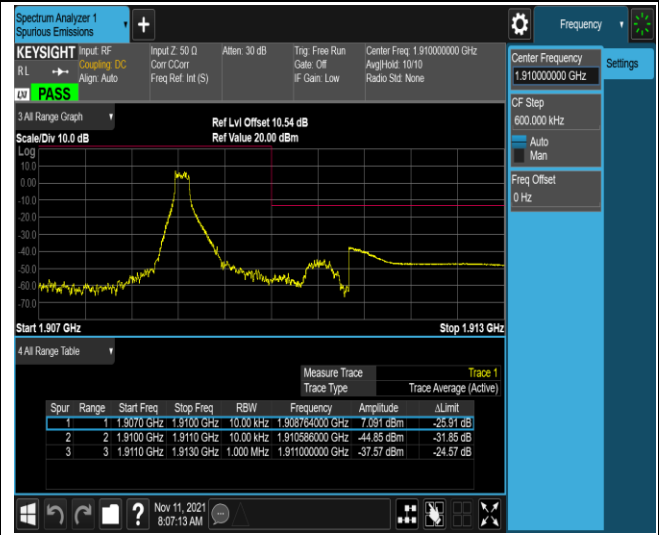 Spectrum Analyzer 1
Spurious Emissions
+
Frequency
KEYSIGHT
RL
Input: RF
Coupling: DC
Align: Auto
Input Z: 50 Ω
Corr CCorr
Freq Ref: Int (S)
Atten: 30 dB
Trig: Free Run
Gate: Off
IF Gain: Low
Center Freq: 1.910000000 GHz
Avg|Hold: 10/10
Radio Std: None
LXI PASS
Center Frequency
1.910000000 GHz
Settings
CF Step
600.000 kHz
Auto
Man
Freq Offset
0 Hz
3 All Range Graph
Ref Lvl Offset 10.54 dB
Scale/Div 10.0 dB
Ref Value 20.00 dBm
Log
10.0
0.00
-10.0
-20.0
-30.0
-40.0
-50.0
-60.0
-70.0
Start 1.907 GHz
Stop 1.913 GHz
4 All Range Table
Measure Trace Trace 1
Trace Type Trace Average (Active)
Spur Range Start Freq Stop Freq RBW Frequency Amplitude ΔLimit
1 1 1.9070 GHz 1.9100 GHz 10.00 kHz 1.908764000 GHz 7.091 dBm -25.91 dB
2 2 1.9100 GHz 1.9110 GHz 10.00 kHz 1.910586000 GHz -44.85 dBm -31.85 dB
3 3 1.9110 GHz 1.9130 GHz 1.000 MHz 1.911000000 GHz -37.57 dBm -24.57 dB
?
Nov 11, 2021
8:07:13 AM